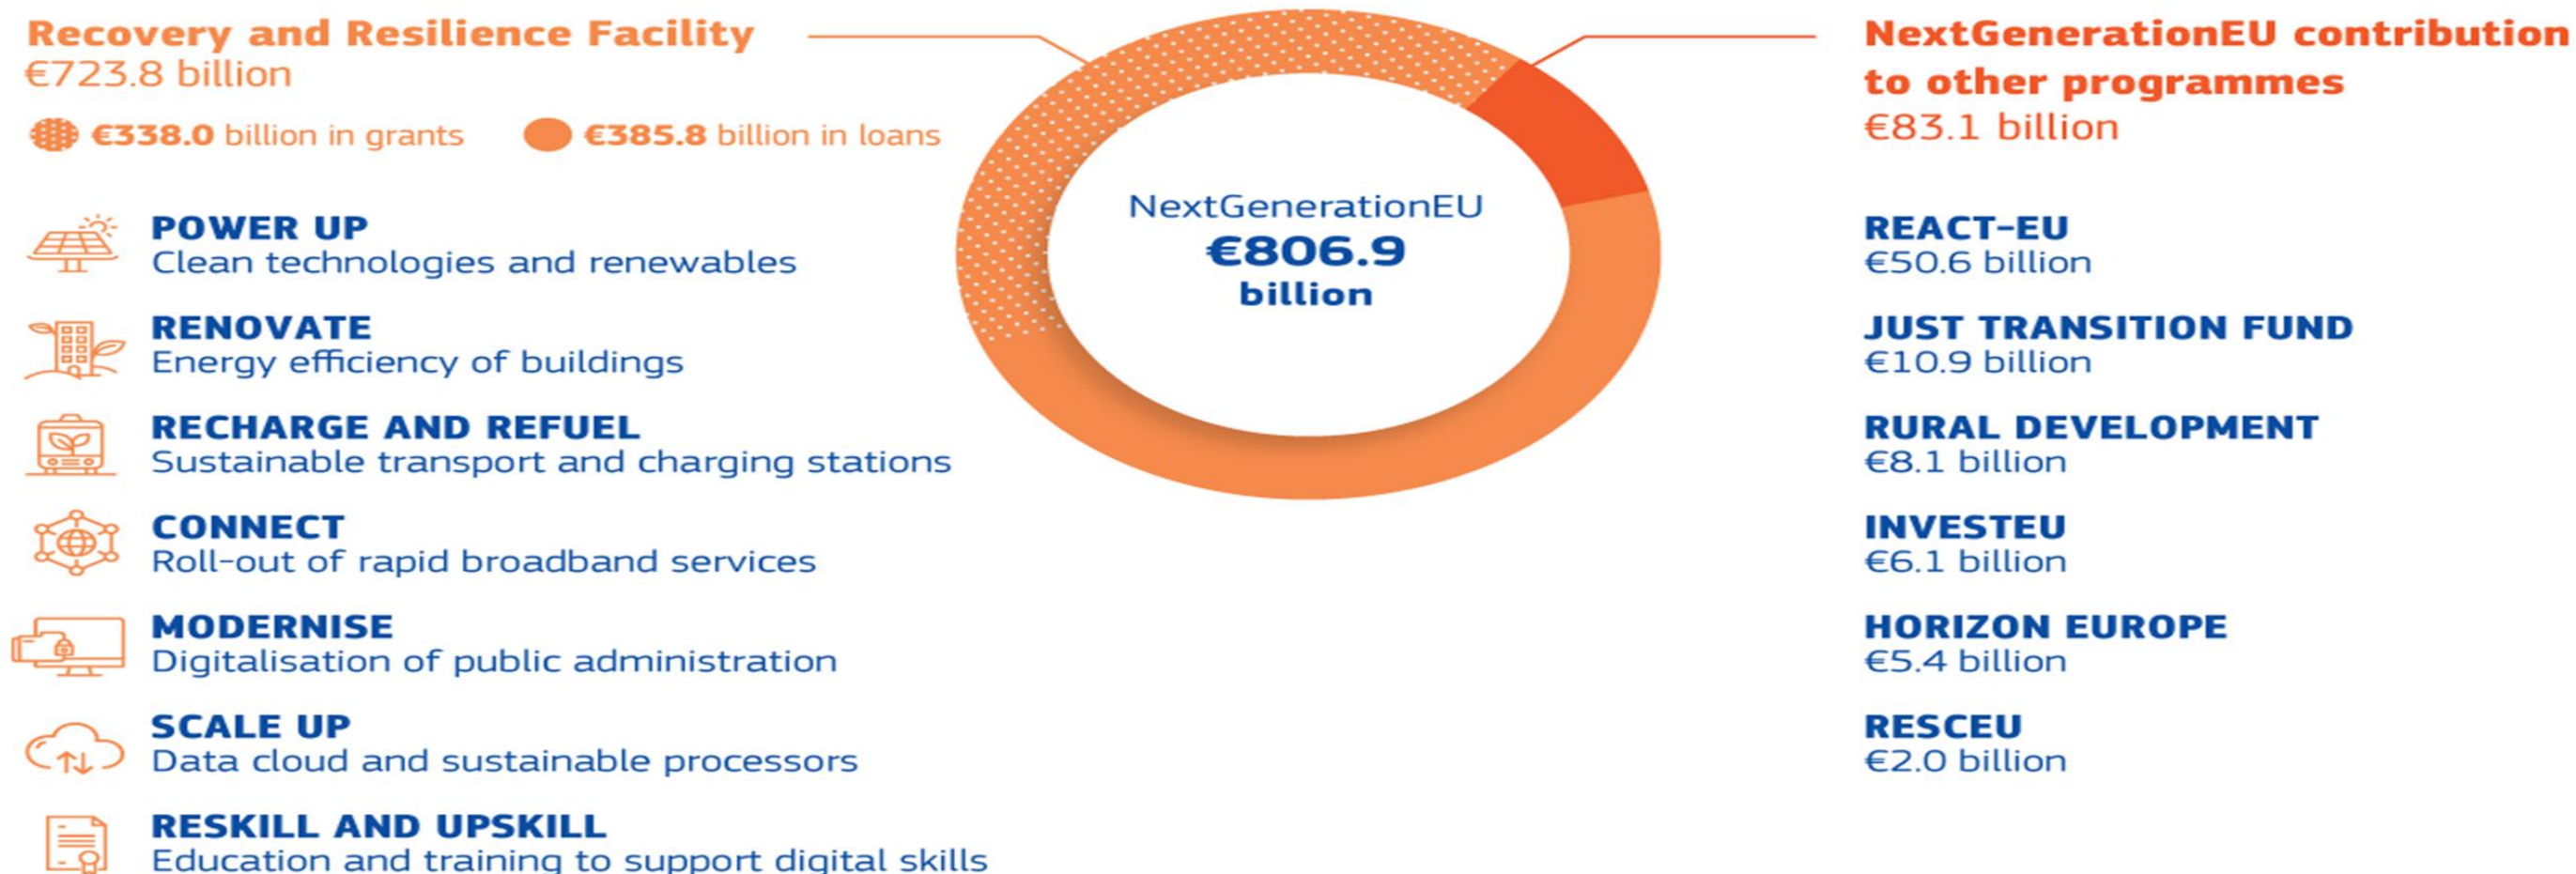 Recovery and Resilience Facility
€723.8 billion
€338.0 billion in grants
€385.8 billion in loans
POWER UP
Clean technologies and renewables
RENOVATE
Energy efficiency of buildings
RECHARGE AND REFUEL
Sustainable transport and charging stations
CONNECT
Roll-out of rapid broadband services
MODERNISE
Digitalisation of public administration
SCALE UP
Data cloud and sustainable processors
RESKILL AND UPSKILL
Education and training to support digital skills
NextGenerationEU
€806.9
billion
NextGenerationEU contribution
to other programmes
€83.1 billion
REACT-EU
€50.6 billion
JUST TRANSITION FUND
€10.9 billion
RURAL DEVELOPMENT
€8.1 billion
INVESTEU
€6.1 billion
HORIZON EUROPE
€5.4 billion
RESCEU
€2.0 billion